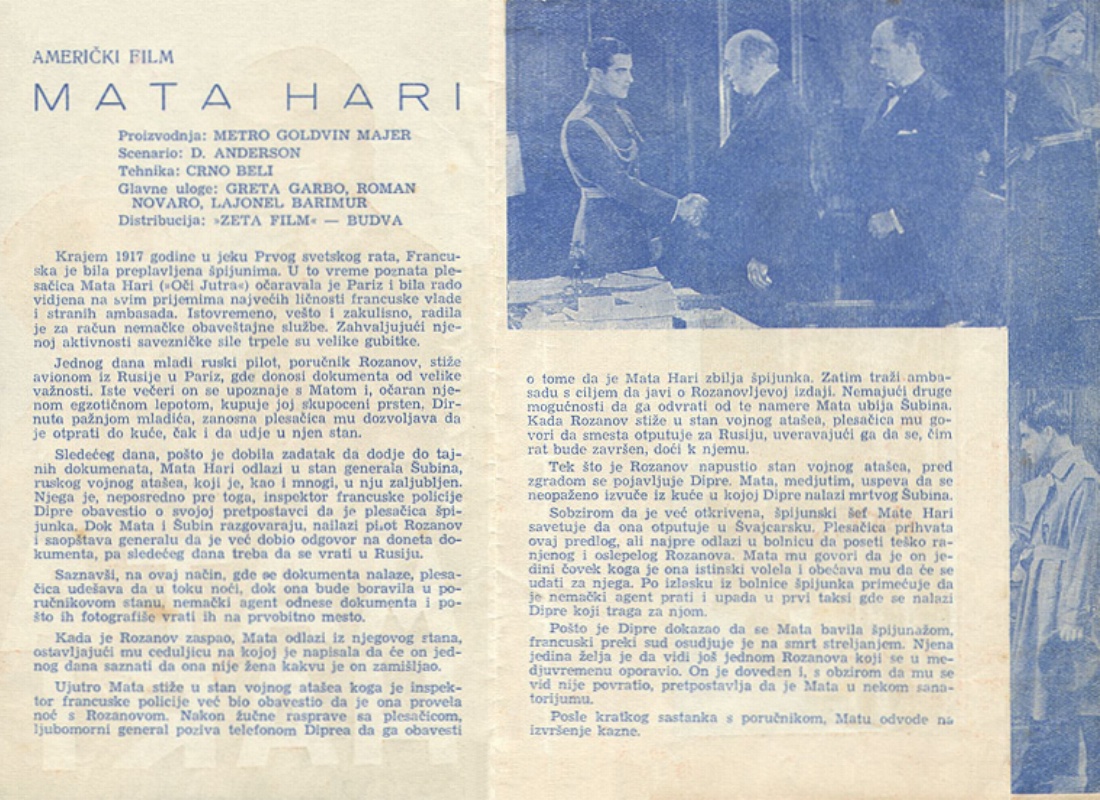 AMERIČKI FILM
MATA HARI
Proizvodnja: METRO GOLDVIN MAJER
Scenario: D. ANDERSON
Tehnika: CRNO BELI
Glavne uloge: GRETA GARBO, ROMAN
NOVARO, LAJONEL BARIMUR
Distribucija: »ZETA FILM« — BUDVA
Krajem 1917 godine u jeku Prvog svetskog rata, Francu-
ska je bila preplavljena špijunima. U to vreme poznata ple-
sačica Mata Hari (»Oči Jutra«) očaravala je Pariz i bila rado
vidjena na svim prijemima najvećih ličnosti francuske vlade
i stranih ambasada. Istovremeno, vešto i zakulisno, radila
je za račun nemačke obaveštajne službe. Zahvaljujući nje-
noj aktivnosti savezničke sile trpele su velike gubitke.
Jednog dana mladi ruski pilot, poručnik Rozanov, stiže
avionom iz Rusije u Pariz, gde donosi dokumenta od velike
važnosti. Iste večeri on se upoznaje s Matom i, očaran nje-
nom egzotičnom lepotom, kupuje joj skupoceni prsten, Dir-
nuta pažnjom mladića, zanosna plesačica mu dozvoljava da
je otprati do kuće, čak i da udje u njen stan.
Sledećeg dana, pošto je dobila zadatak da dodje do taj-
nih dokumenata, Mata Hari odlazi u stan generala Šubina,
ruskog vojnog atašea, koji je, kao i mnogi, u nju zaljubljen.
Njega je, neposredno pre toga, inspektor francuske policije
Dipre obavestio o svojoj pretpostavci da je plesačica špi-
junka. Dok Mata i Šubin razgovaraju, nailazi pilot Rozanov
i saopštava generalu da je već dobio odgovor na doneta do-
kumenta, pa sledećeg dana treba da se vrati u Rusiju.
Saznavši, na ovaj način, gde se dokumenta nalaze, plesa-
čica udešava da u toku noći, dok ona bude boravila u po-
ručnikovom stanu, nemački agent odnese dokumenta i po-
što ih fotografiše vrati ih na prvobitno mesto.
Kada je Rozanov zaspao, Mata odlazi iz njegovog stana,
ostavljajući mu ceduljicu na kojoj je napisala da će on jed-
nog dana saznati da ona nije žena kakvu je on zamišljao.
Ujutro Mata stiže u stan vojnog atašea koga je inspek-
tor francuske policije već bio obavestio da je ona provela
noć s Rozanovom. Nakon žučne rasprave sa plesačicom,
ljubomorni general poziva telefonom Diprea da ga obavesti
o tome da je Mata Hari zbilja špijunka. Zatim traži amba-
sadu s ciljem da javi o Rozanovljevoj izdaji. Nemajući druge
mogućnosti da ga odvrati od te namere Mata ubija Šubina.
Kada Rozanov stiže u stan vojnog atašea, plesačica mu go-
vori da smesta otputuje za Rusiju, uveravajući ga da će, čim
rat bude završen, doći k njemu.
Tek što je Rozanov napustio stan vojnog atašea, pred
zgradom se pojavljuje Dipre. Mata, medjutim, uspeva da se
neopaženo izvuče iz kuće u kojoj Dipre nalazi mrtvog Šubina.
Sobzirom da je već otkrivena, špijunski šef Mate Hari
savetuje da ona otputuje u Švajcarsku. Plesačica prihvata
ovaj predlog, ali najpre odlazi u bolnicu da poseti teško ra-
njenog i oslepelog Rozanova. Mata mu govori da je on je-
dini čovek koga je ona istinski volela i obećava mu da će se
udati za njega. Po izlasku iz bolnice špijunka primećuje da
je nemački agent prati i upada u prvi taksi gde se nalazi
Dipre koji traga za njom.
Pošto je Dipre dokazao da se Mata bavila špijunažom,
francuski preki sud osudjuje je na smrt streljanjem. Njena
jedina želja je da vidi još jednom Rozanova koji se u me-
djuvremenu oporavio. On je doveden i, s obzirom da mu se
vid nije povratio, pretpostavlja da je Mata u nekom sana-
torijumu.
Posle kratkog sastanka s poručnikom, Matu odvode na
izvršenje kazne.